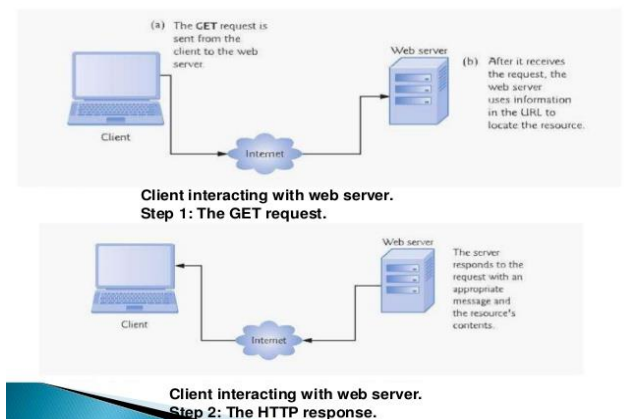 (a) The GET request is
sent from the
client to the web
server.
Web server
(b) After it receives
the request, the
web server
uses information
in the URL to
locate the resource.
Client
Internet
Client interacting with web server.
Step 1: The GET request.
Web server
The server
responds to the
request with an
appropriate
message and
the resource's
contents.
Client
Internet
Client interacting with web server.
Step 2: The HTTP response.